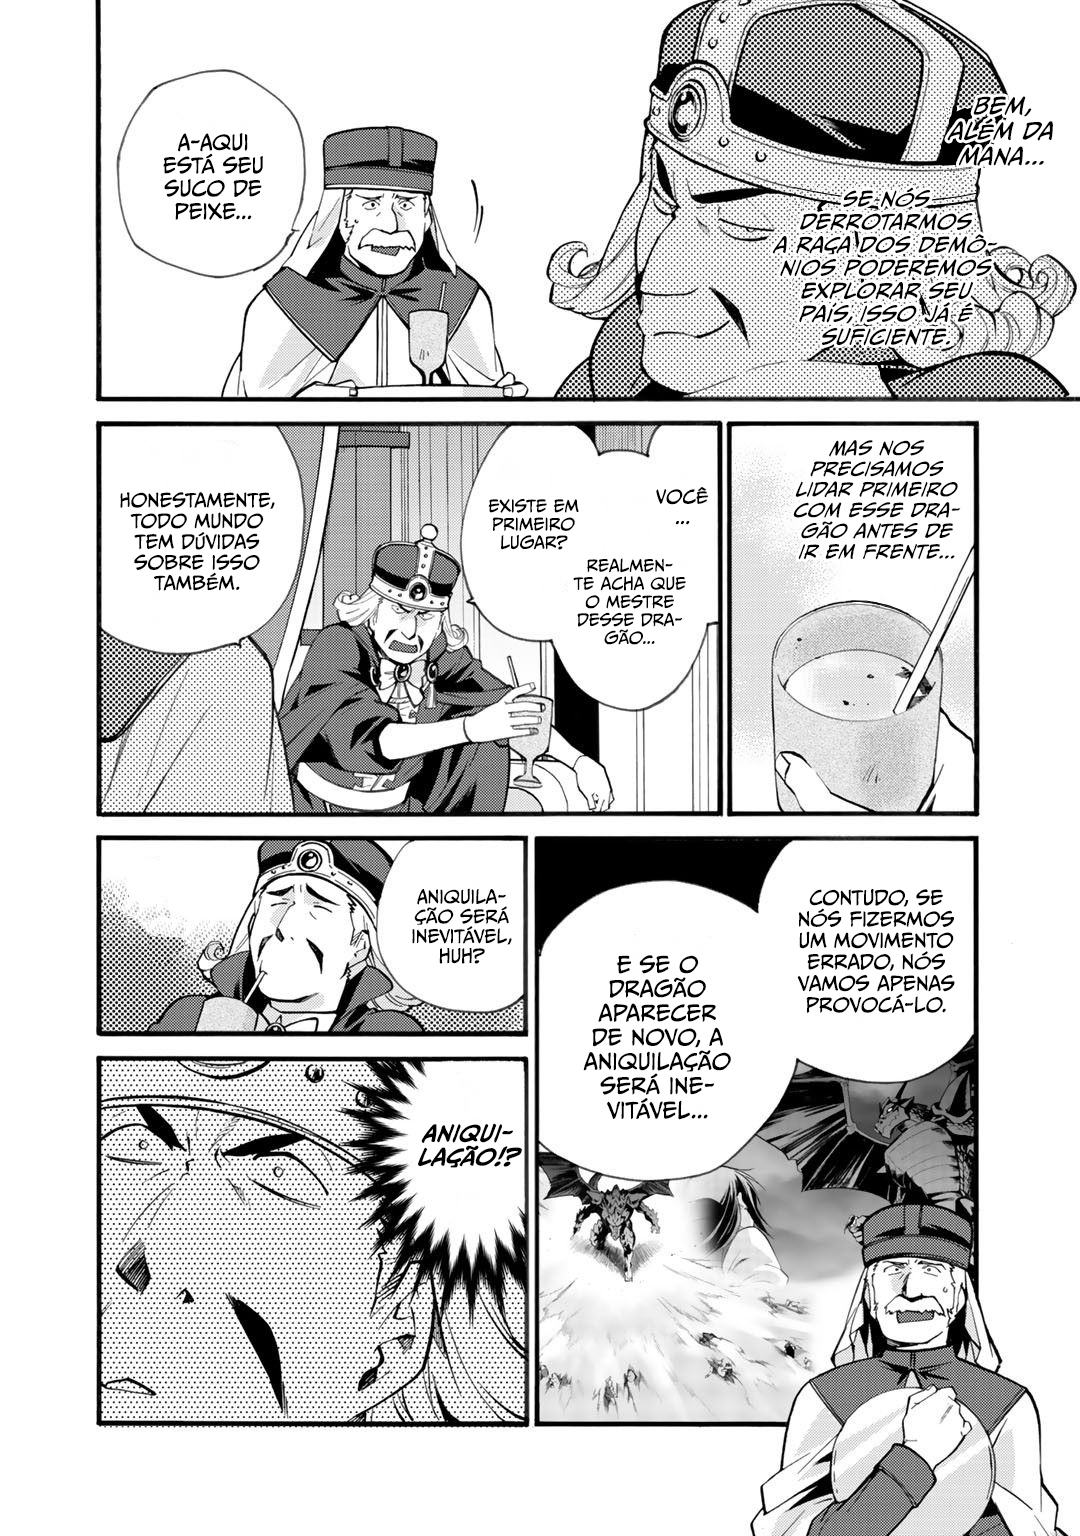 BEM,
ALÉM DA
MANA...
SE NÓS
DERROTARMOS
A RAÇA DOS DEMÔ-
NIOS PODEREMOS
EXPLORAR SEU
PAÍS, ISSO JÁ É
SUFICIENTE.
A-AQUI
ESTÁ SEU
SUCO DE
PEIXE...
MAS NOS
PRECISAMOS
LIDAR PRIMEIRO
COM ESSE DRA-
GÃO ANTES DE
IR EM FRENTE...
VOCÊ
...
REALMEN-
TE ACHA QUE
O MESTRE
DESSE DRA-
GÃO...
EXISTE EM
PRIMEIRO
LUGAR?
HONESTAMENTE,
TODO MUNDO
TEM DÚVIDAS
SOBRE ISSO
TAMBÉM.
CONTUDO, SE
NÓS FIZERMOS
UM MOVIMENTO
ERRADO, NÓS
VAMOS APENAS
PROVOCÁ-LO.
E SE O
DRAGÃO
APARECER
DE NOVO, A
ANIQUILAÇÃO
SERÁ INE-
VITÁVEL...
ANIQUILA-
ÇÃO SERÁ
INEVITÁVEL,
HUH?
ANIQUI-
LAÇÃO!?